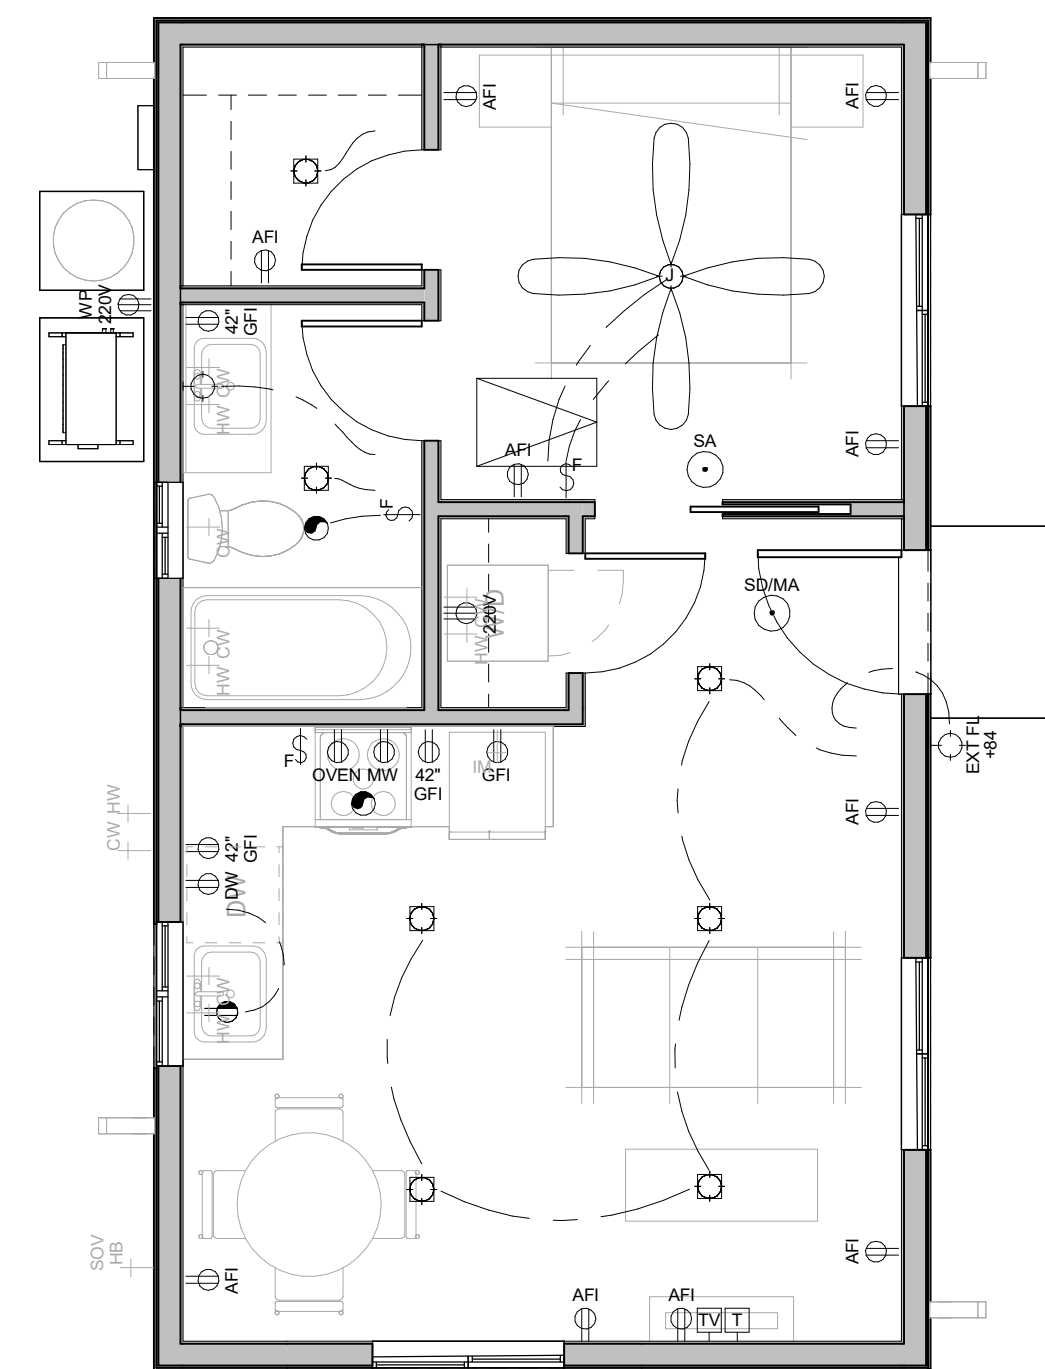 AFI
AFI
AFI
J
WP
220V
42"
GFI
HW CW
AFI
F
AFI
SA
F
CW
SD/MA
220V
W/D
HW CW
HW CW
EXT FL
+84
F
OVEN
MW
42"
GFI
IM
GFI
CW HW
AFI
42"
GFI
DW
DW
HW CW
SOV
HB
AFI
AFI
AFI
AFI
TV
T